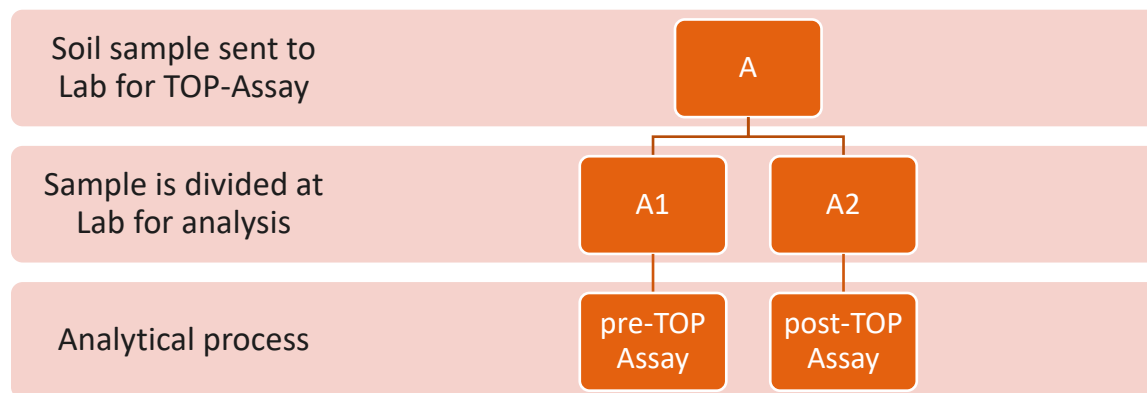 Soil sample sent to
Lab for TOP-Assay
A
Sample is divided at
Lab for analysis
A1
A2
Analytical process
pre-TOP
Assay
post-TOP
Assay